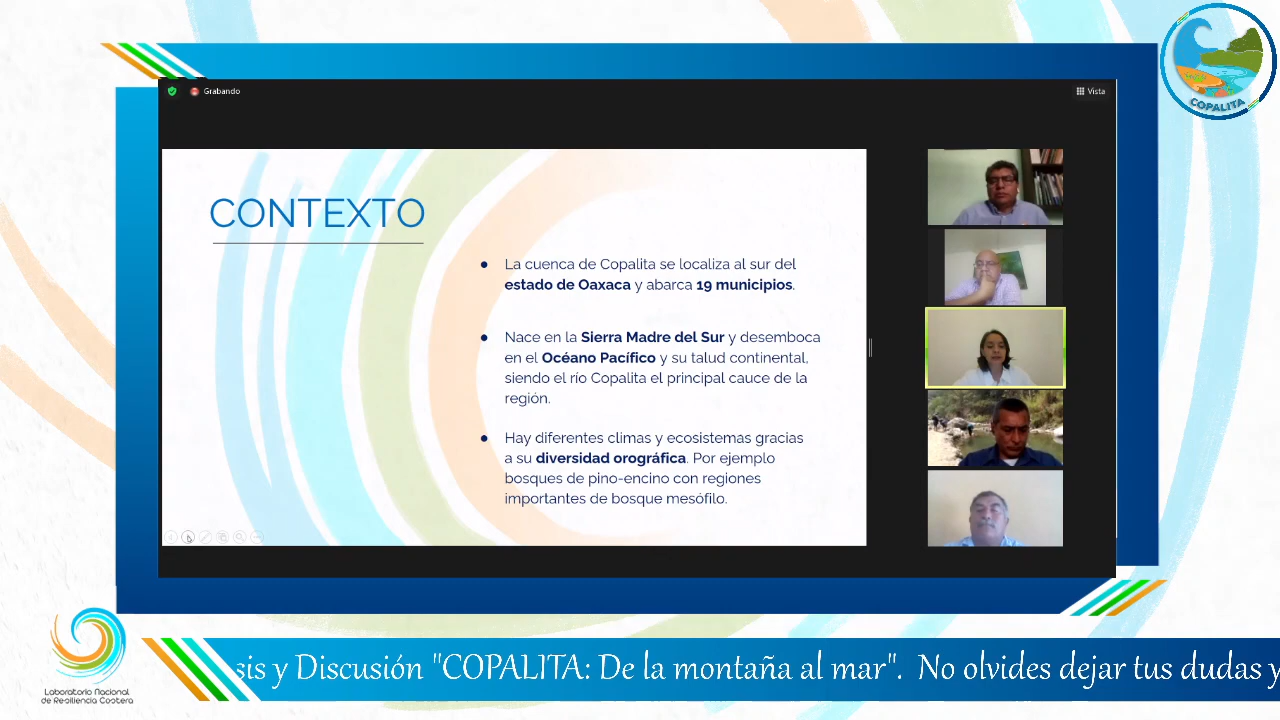 Grabando
Vista
COPALITA
CONTEXTO
● La cuenca de Copalita se localiza al sur del
estado de Oaxaca y abarca 19 municipios.
● Nace en la Sierra Madre del Sur y desemboca
en el Océano Pacífico y su talud continental,
siendo el río Copalita el principal cauce de la
región.
● Hay diferentes climas y ecosistemas gracias
a su diversidad orográfica. Por ejemplo
bosques de pino-encino con regiones
importantes de bosque mesófilo.
Laboratorio Nacional
de Resiliencia Costera
sis y Discusión "COPALITA: De la montaña al mar". No olvides dejar tus dudas y